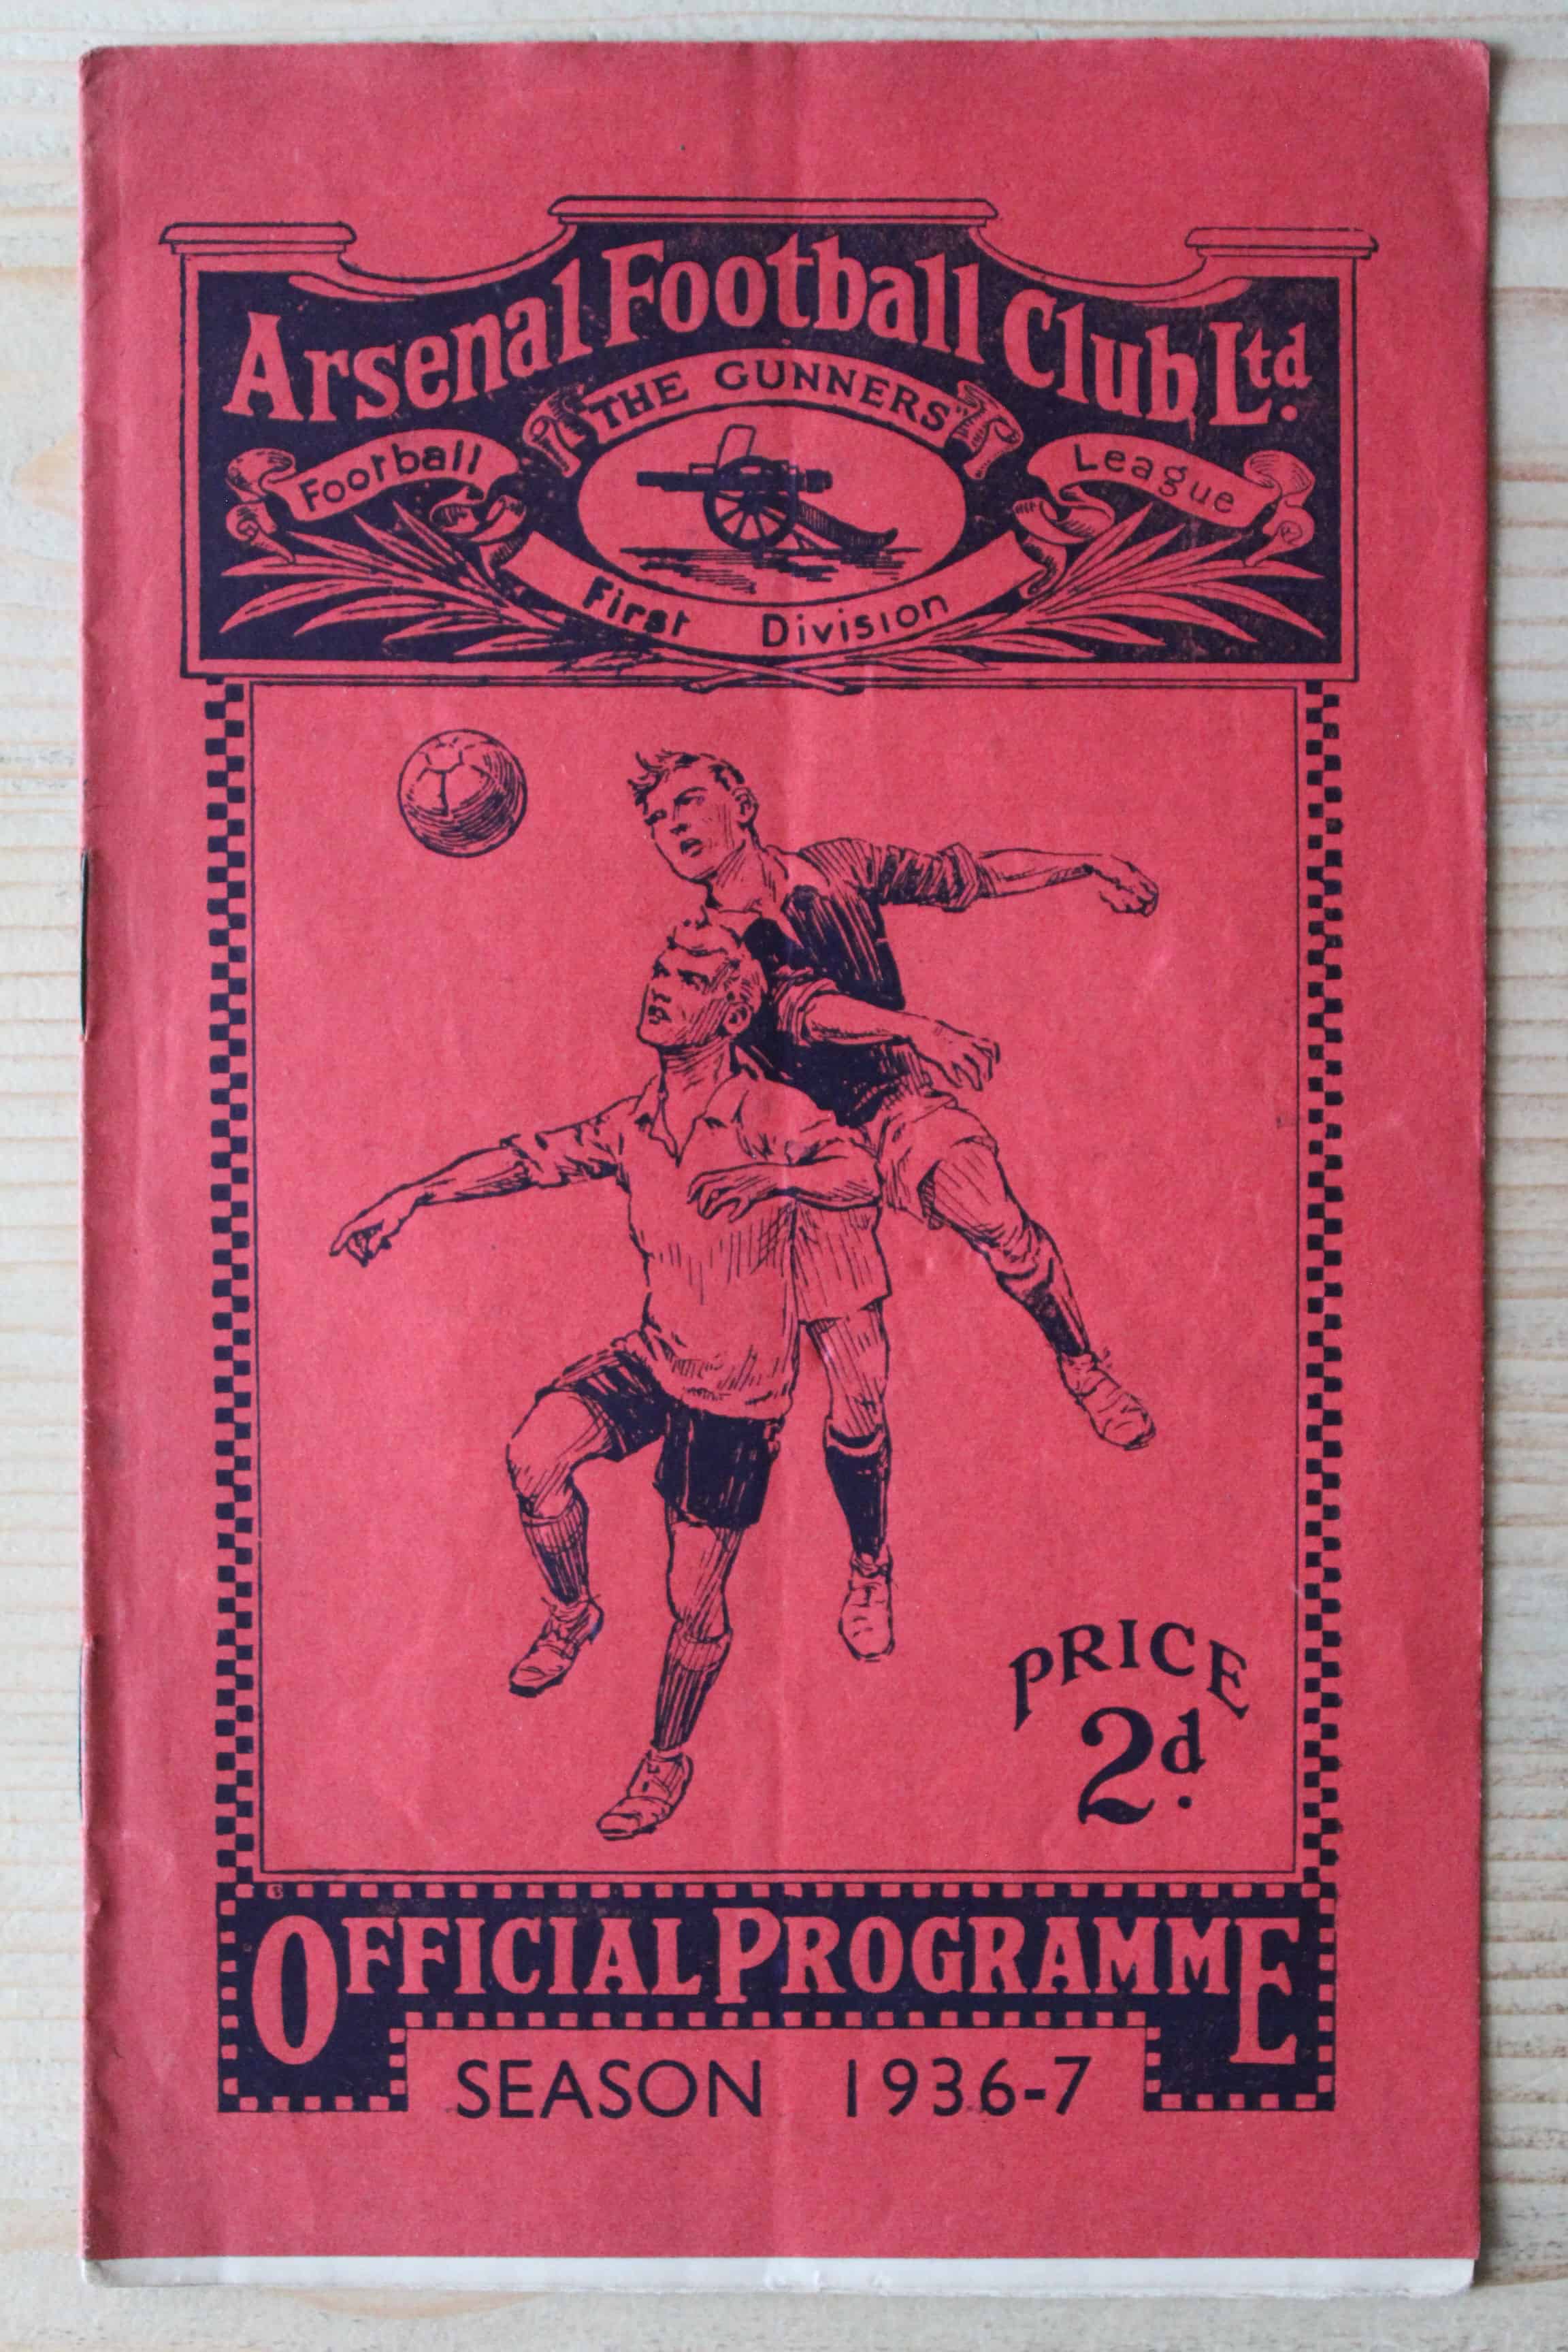 Arsenal Football Club Ltd.
"THE GUNNERS"
Football League
First Division
PRICE
2d.
OFFICIAL PROGRAMME
SEASON 1936-7